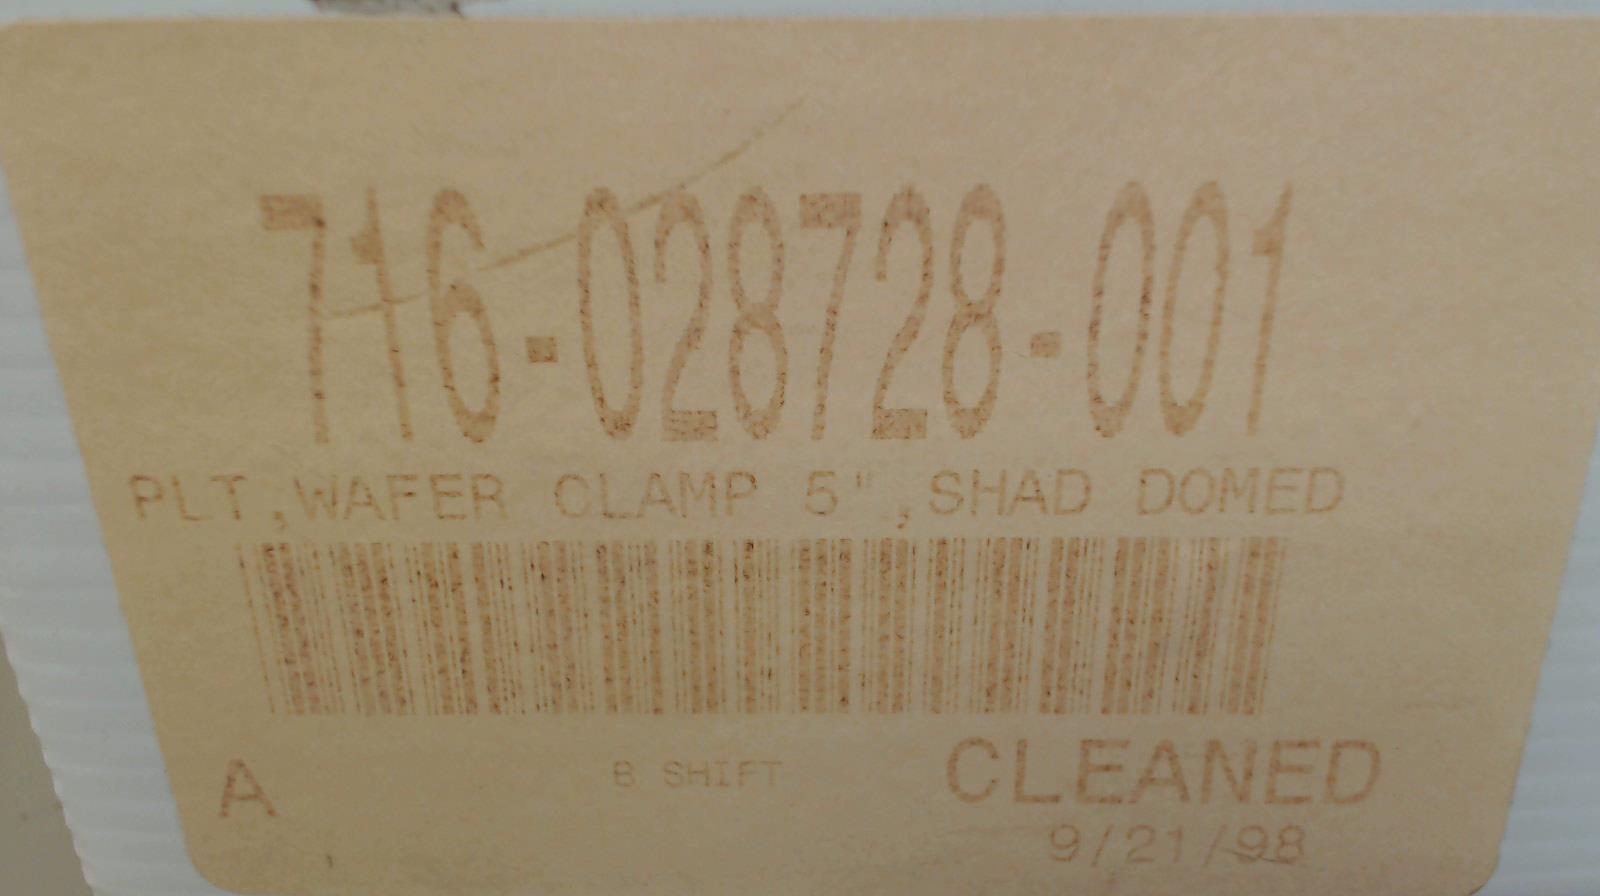 716-028728-001
PLT,WAFER CLAMP 5",SHAD DOMED
A
B SHIFT
CLEANED
9/21/98